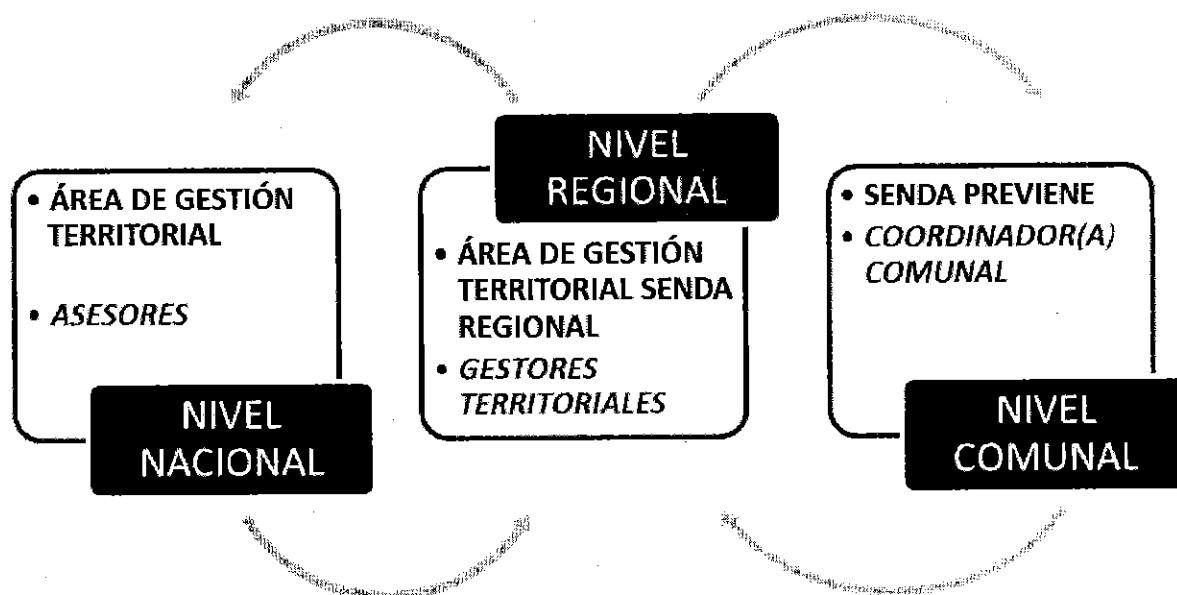 • ÁREA DE GESTIÓN
TERRITORIAL
• ASESORES
NIVEL
NACIONAL
NIVEL
REGIONAL
• ÁREA DE GESTIÓN
TERRITORIAL SENDA
REGIONAL
• GESTORES
TERRITORIALES
• SENDA PREVIENE
• COORDINADOR(A)
COMUNAL
NIVEL
COMUNAL